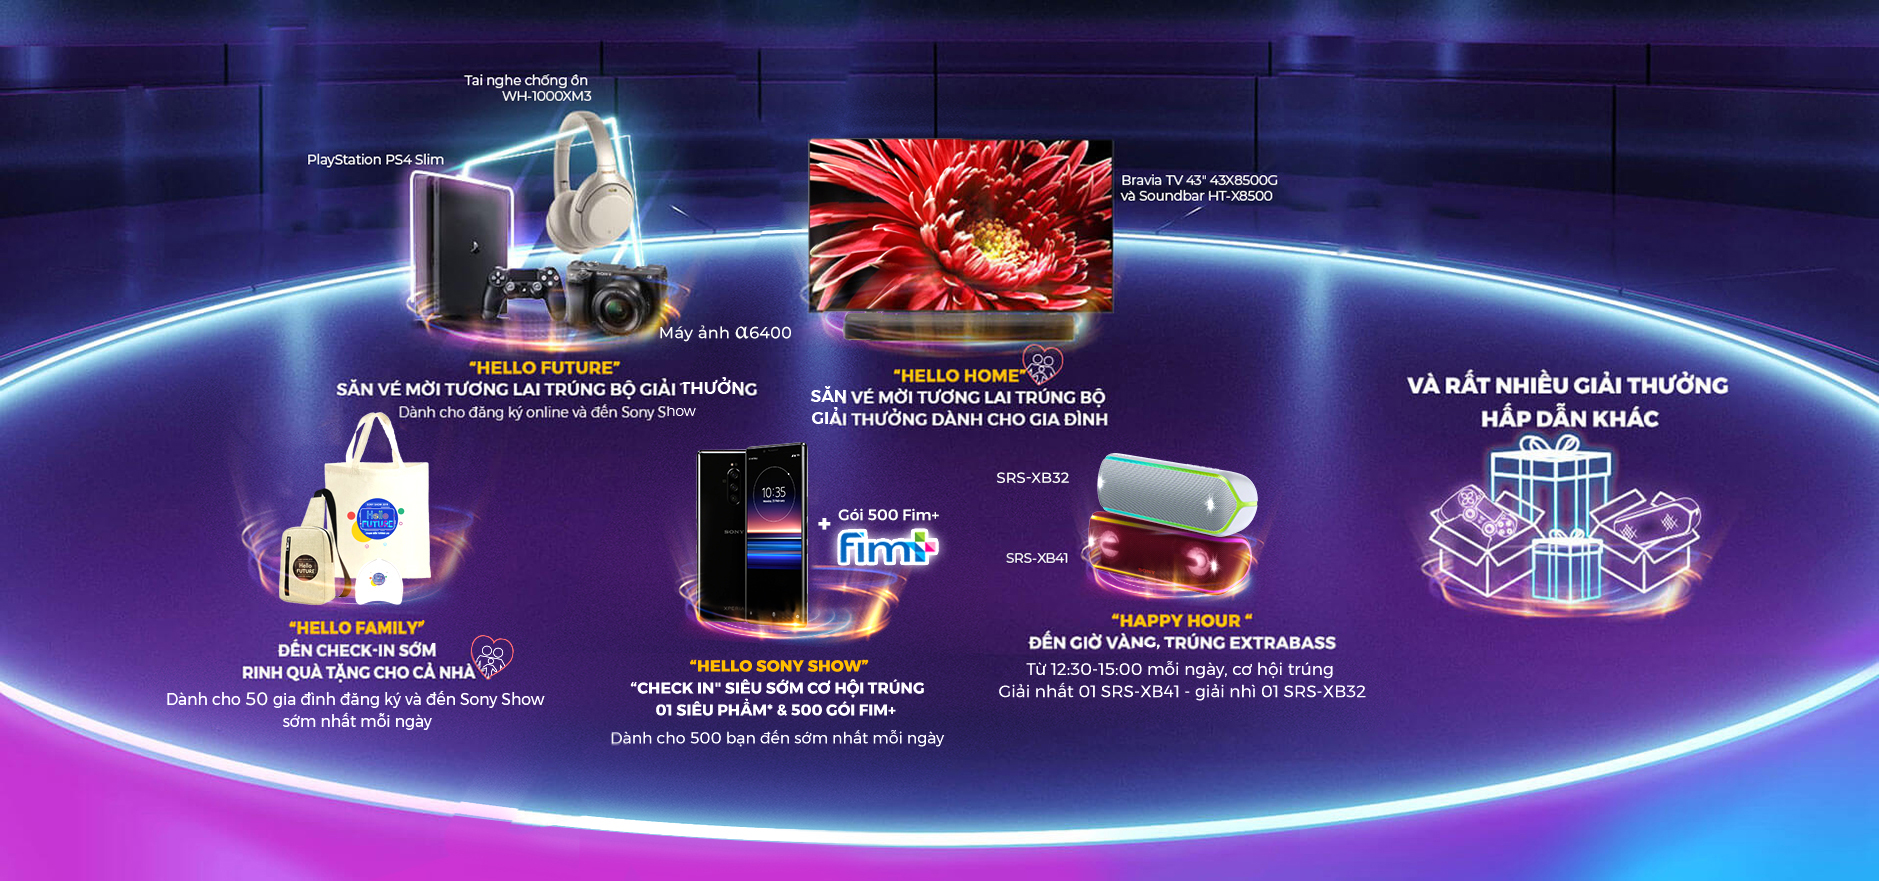 Tai nghe chống ồn
WH-1000XM3
PlayStation PS4 Slim
Máy ảnh α6400
"HELLO FUTURE"
SĂN VÉ MỜI TƯƠNG LAI TRÚNG BỘ GIẢI THƯỞNG
Dành cho đăng ký online và đến Sony Show
Bravia TV 43" 43X8500G
và Soundbar HT-X8500
"HELLO HOME"
SĂN VÉ MỜI TƯƠNG LAI TRÚNG BỘ
GIẢI THƯỞNG DÀNH CHO GIA ĐÌNH
VÀ RẤT NHIỀU GIẢI THƯỞNG
HẤP DẪN KHÁC
Hello
FUTURE
Hello
FUTURE
"HELLO FAMILY"
ĐẾN CHECK-IN SỚM
RINH QUÀ TẶNG CHO CẢ NHÀ
Dành cho 50 gia đình đăng ký và đến Sony Show
sớm nhất mỗi ngày
10:35
SONY
+ Gói 500 Fim+
fim+
"HELLO SONY SHOW"
"CHECK IN" SIÊU SỚM CƠ HỘI TRÚNG
01 SIÊU PHẨM* & 500 GÓI FIM+
Dành cho 500 bạn đến sớm nhất mỗi ngày
SRS-XB32
SRS-XB41
"HAPPY HOUR "
ĐẾN GIỜ VÀNG, TRÚNG EXTRABASS
Từ 12:30-15:00 mỗi ngày, cơ hội trúng
Giải nhất 01 SRS-XB41 - giải nhì 01 SRS-XB32